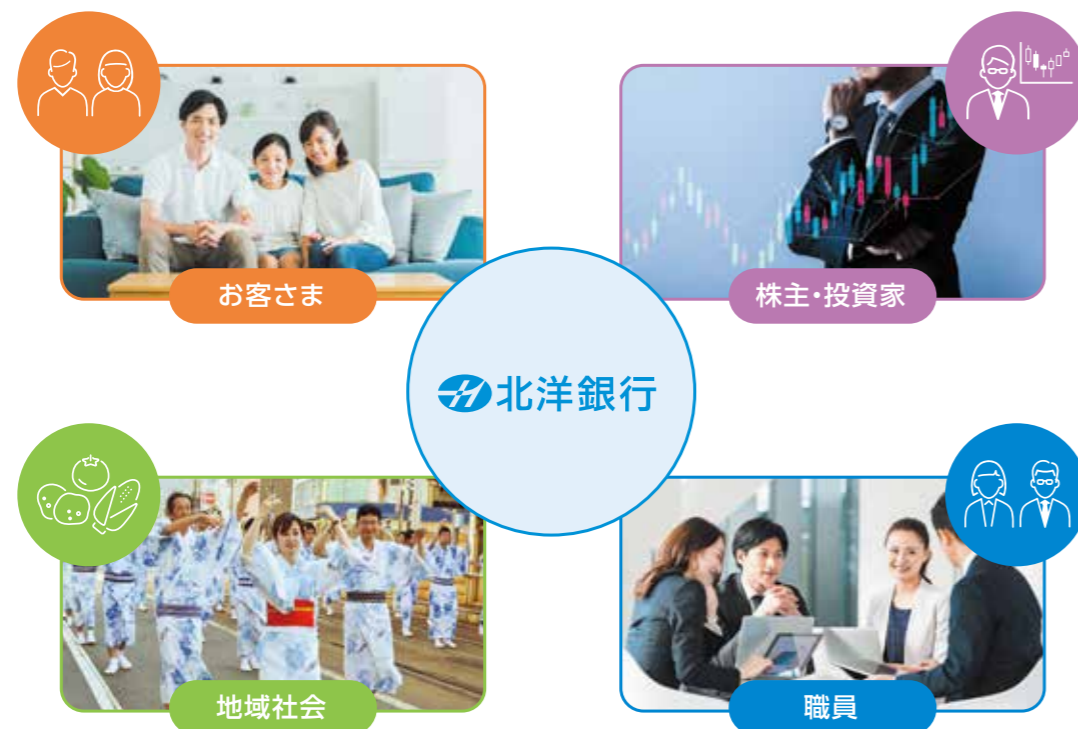 お客さま
株主・投資家
北洋銀行
地域社会
職員